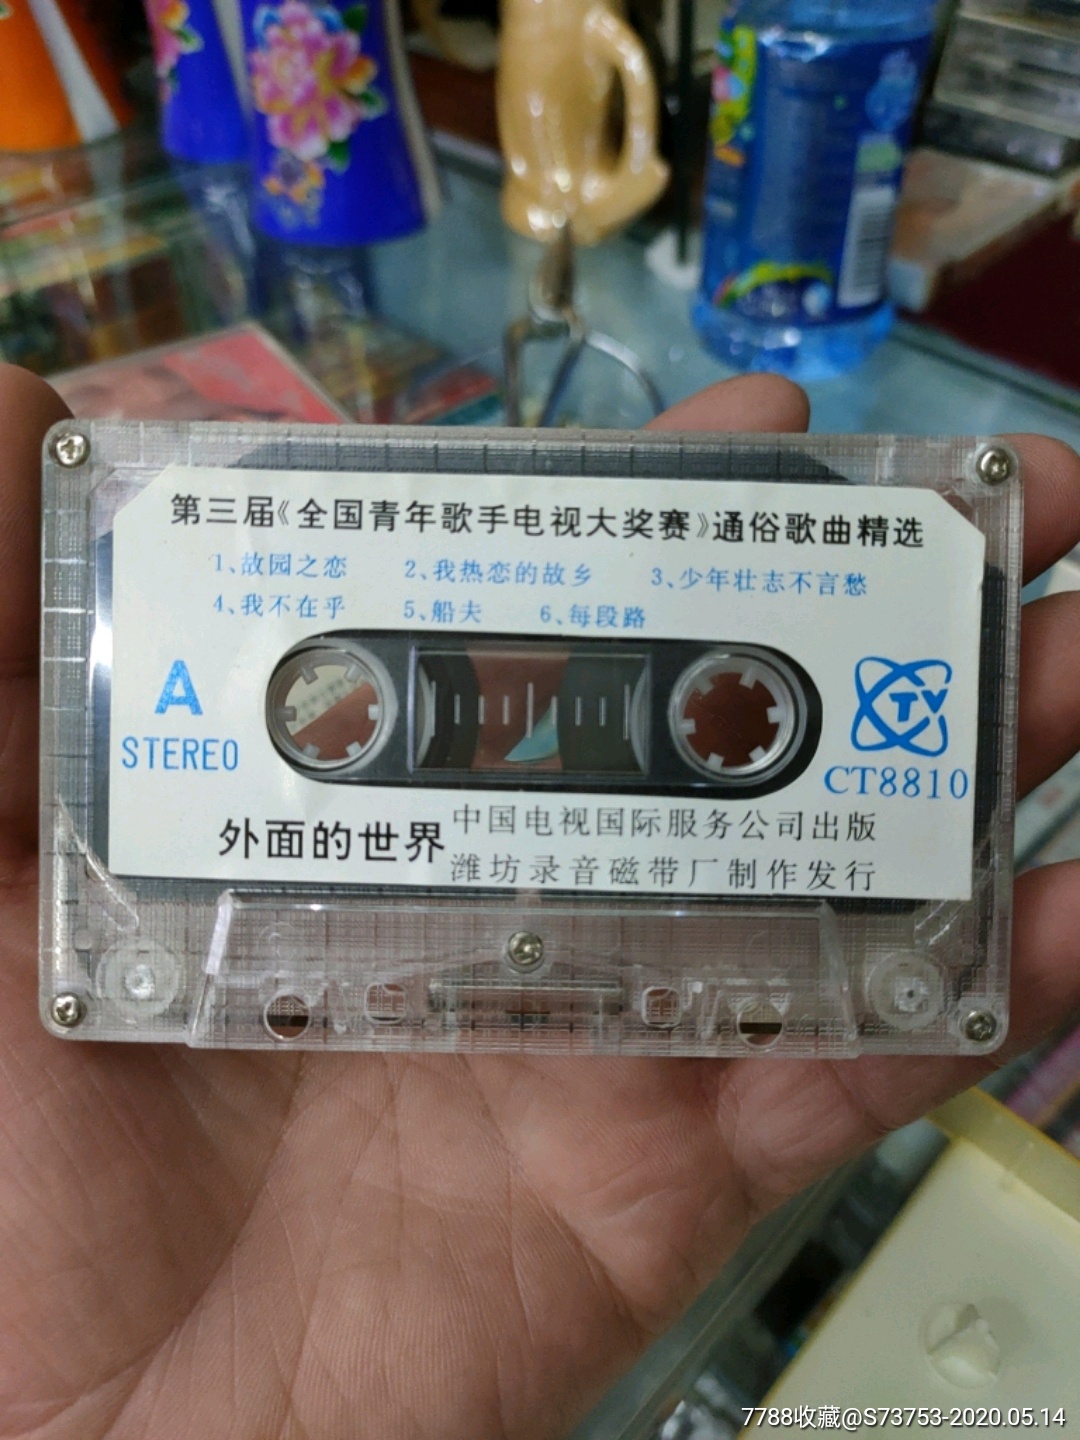 第三届《全国青年歌手电视大奖赛》通俗歌曲精选
1、故园之恋 2、我热恋的故乡 3、少年壮志不言愁
4、我不在乎 5、船夫 6、每段路
A
STEREO
TV
CT8810
外面的世界
中国电视国际服务公司出版
潍坊录音磁带厂制作发行
7788收藏@S73753-2020.05.14